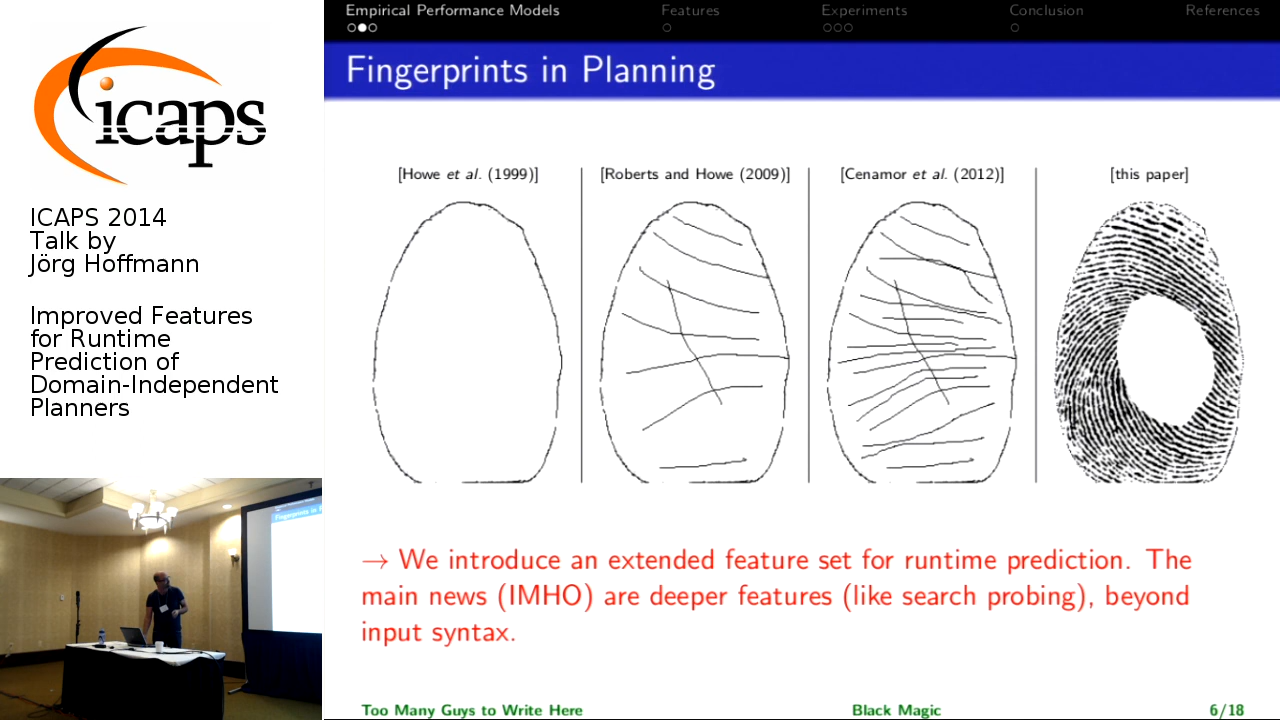 icaps
ICAPS 2014
Talk by
Jörg Hoffmann
Improved Features
for Runtime
Prediction of
Domain-Independent
Planners
Empirical Performance Models
Features
Experiments
Conclusion
References
Fingerprints in Planning
[Howe et al. (1999)]
[Roberts and Howe (2009)]
[Cenamor et al. (2012)]
[this paper]
→ We introduce an extended feature set for runtime prediction. The
main news (IMHO) are deeper features (like search probing), beyond
input syntax.
Too Many Guys to Write Here
Black Magic
6/18
Fingerprints in